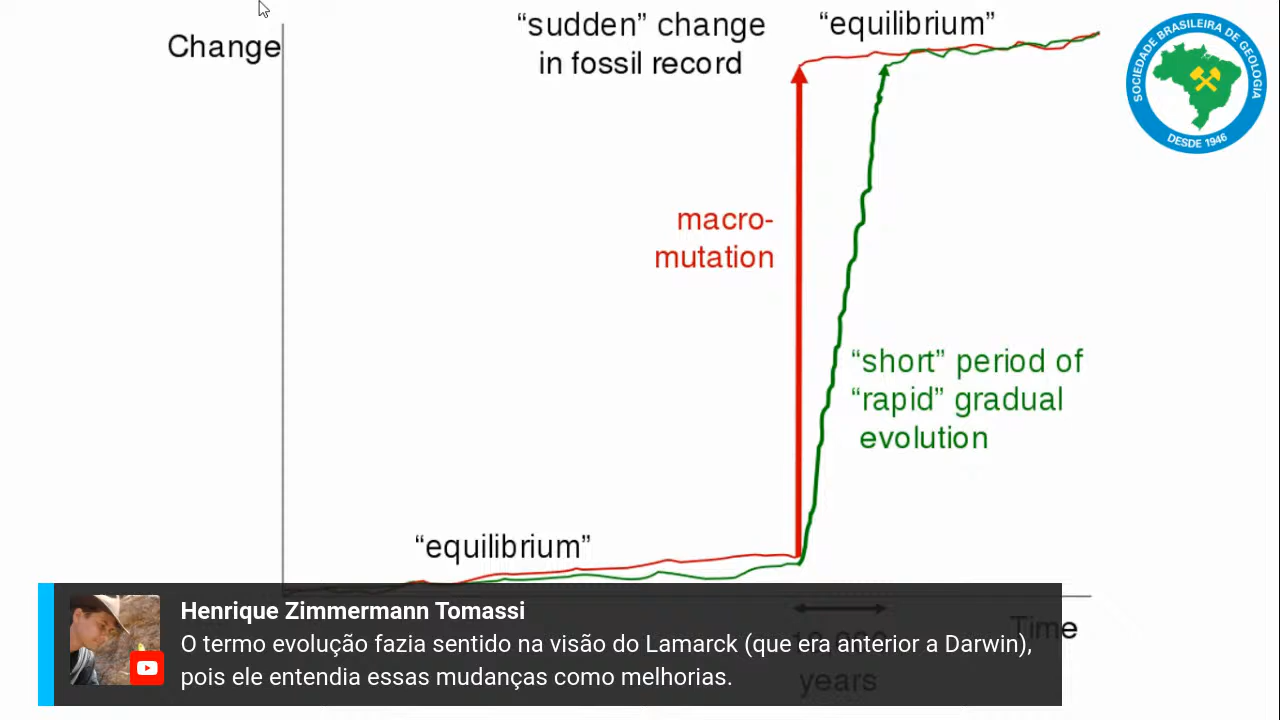 Change
“sudden” change
in fossil record
“equilibrium”
SOCIEDADE BRASILEIRA DE GEOLOGIA
DESDE 1946
macro-
mutation
“short” period of
“rapid” gradual
evolution
“equilibrium”
Time
years
Henrique Zimmermann Tomassi
O termo evolução fazia sentido na visão do Lamarck (que era anterior a Darwin),
pois ele entendia essas mudanças como melhorias.